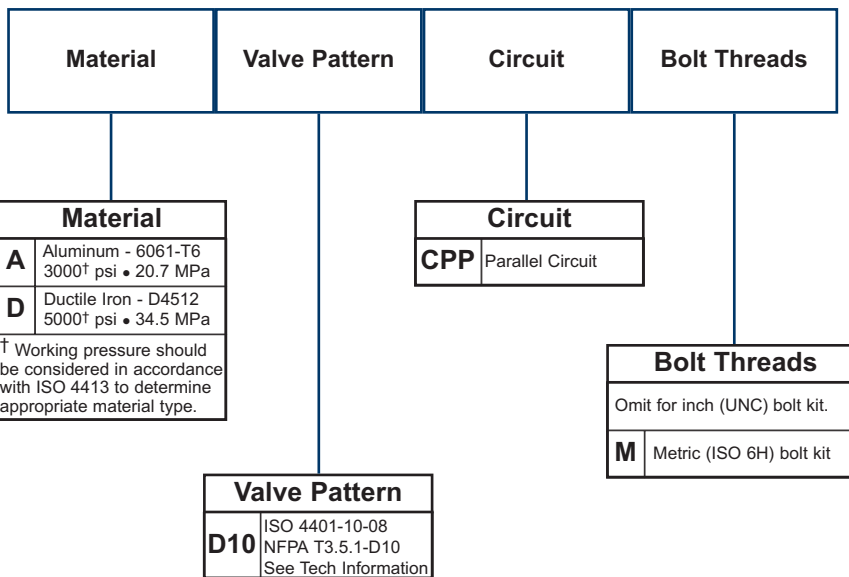 Material
Valve Pattern
Circuit
Bolt Threads
Material
A
Aluminum - 6061-T6
3000† psi • 20.7 MPa
D
Ductile Iron - D4512
5000† psi • 34.5 MPa
† Working pressure should
be considered in accordance
with ISO 4413 to determine
appropriate material type.
Circuit
CPP
Parallel Circuit
Bolt Threads
Omit for inch (UNC) bolt kit.
M
Metric (ISO 6H) bolt kit
Valve Pattern
D10
ISO 4401-10-08
NFPA T3.5.1-D10
See Tech Information